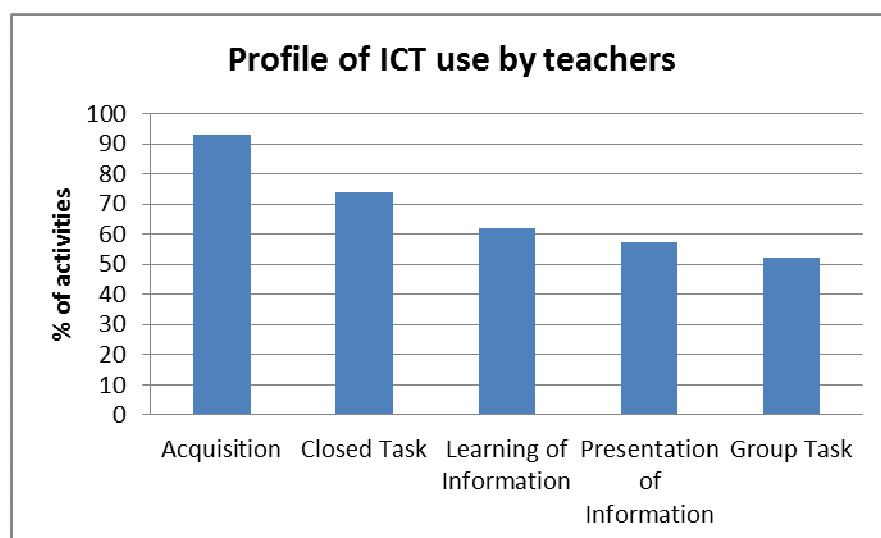 Profile of ICT use by teachers
% of activities
100
90
80
70
60
50
40
30
20
10
0
Acquisition
Closed Task
Learning of
Information
Presentation
of
Information
Group Task